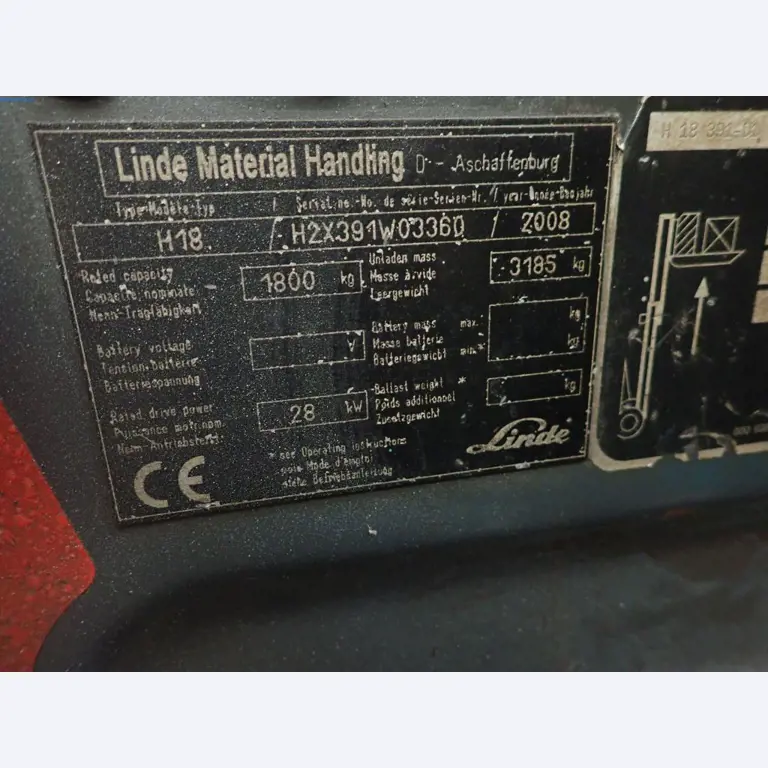 Linde Material Handling D - Aschaffenburg
Type-Modèle-Typ / Serial no.-No. de série-Serien-Nr. / year-Année-Baujahr
H18 / H2X391W03360 / 2008
Rated capacity
Capacité nominale
Nenn-Tragfähigkeit
1800 kg
Unladen mass
Masse à vide
Leergewicht
3185 kg
Battery voltage
Tension batterie
Batteriespannung
V
Battery mass max.
Masse batterie
Batteriegewicht min.*
kg
kg
Rated drive power
Puissance motr.nom.
Nenn-Antriebsleist.
28 kW
Ballast weight *
Poids additionnel
Zusatzgewicht
kg
* see Operating instructions
voir Mode d'emploi
siehe Betriebsanleitung
CE
Linde
H 18 391-02